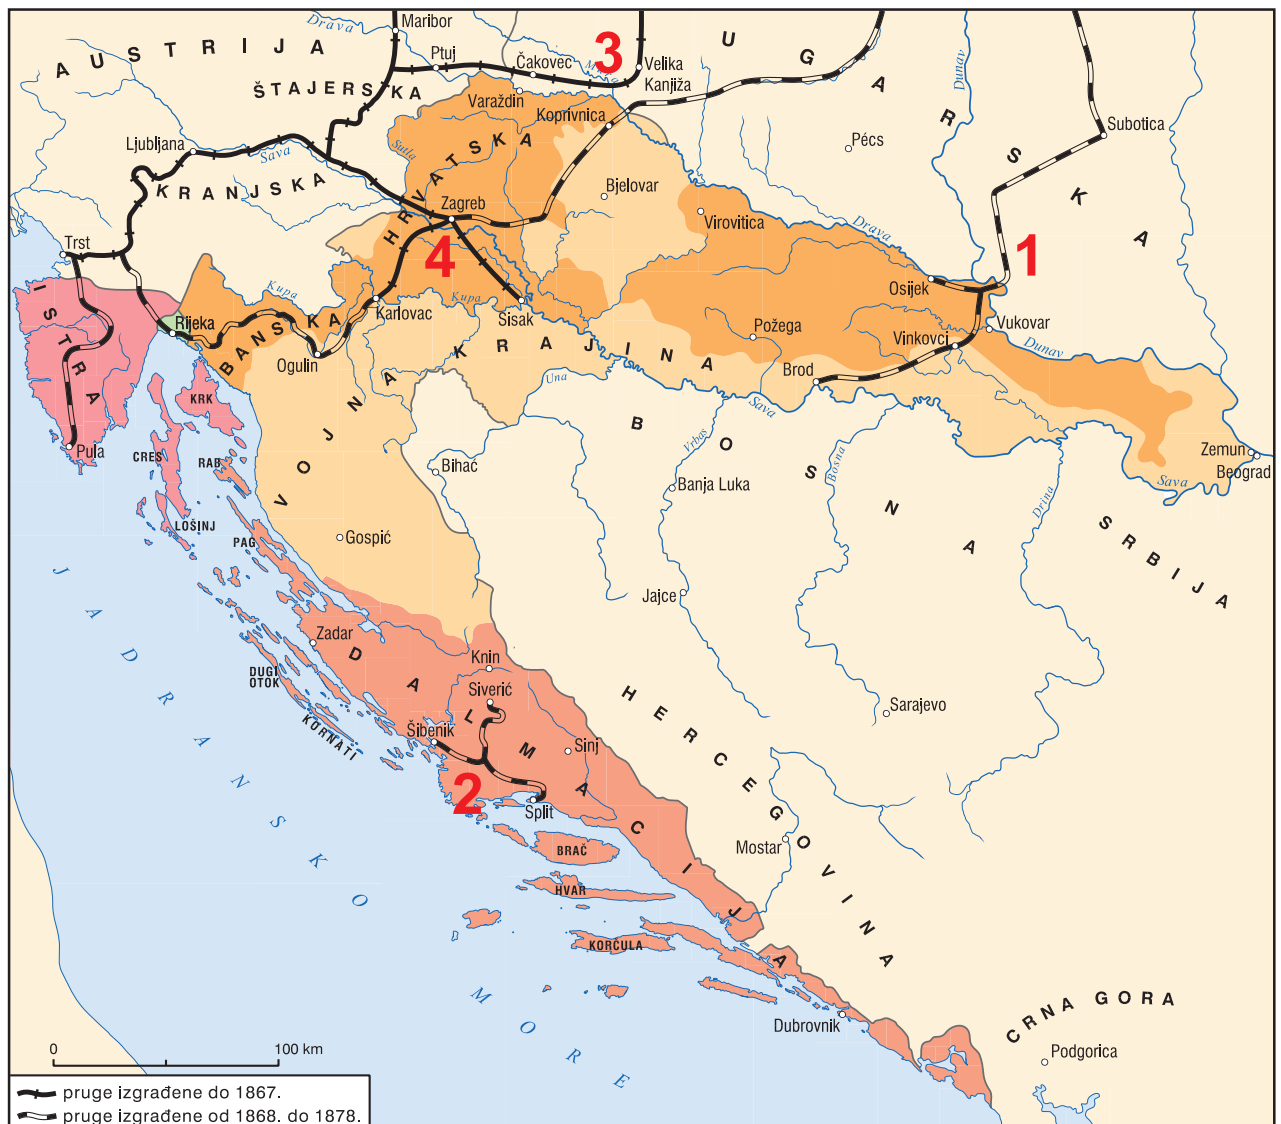 AUSTRIJA
ŠTAJERSKA
KRANJSKA
UGARSKA
HRVATSKA
BANSKA
VOJNA KRAJINA
ISTRA
DALMACIJA
BOSNA
HERCEGOVINA
SRBIJA
CRNA GORA
JADRANSKO MORE
Maribor
Ptuj
Čakovec
Velika
Kanjiža
Varaždin
Koprivnica
Ljubljana
Bjelovar
Pécs
Subotica
Zagreb
Virovitica
Trst
Osijek
Rijeka
Karlovac
Sisak
Požega
Vukovar
Vinkovci
Ogulin
Brod
Pula
Bihać
Banja Luka
Zemun
Beograd
Gospić
Jajce
Zadar
Knin
Siverić
Šibenik
Sinj
Sarajevo
Split
Mostar
Dubrovnik
Podgorica
KRK
CRES
RAB
LOŠINJ
PAG
DUGI
OTOK
KORNATI
BRAČ
HVAR
KORČULA
Drava
Sava
Sutla
Kupa
Kupa
Drava
Dunav
Dunav
Una
Sava
Vrbas
Bosna
Drina
Sava
1
2
3
4
0 100 km
pruge izgrađene do 1867.
pruge izgrađene od 1868. do 1878.